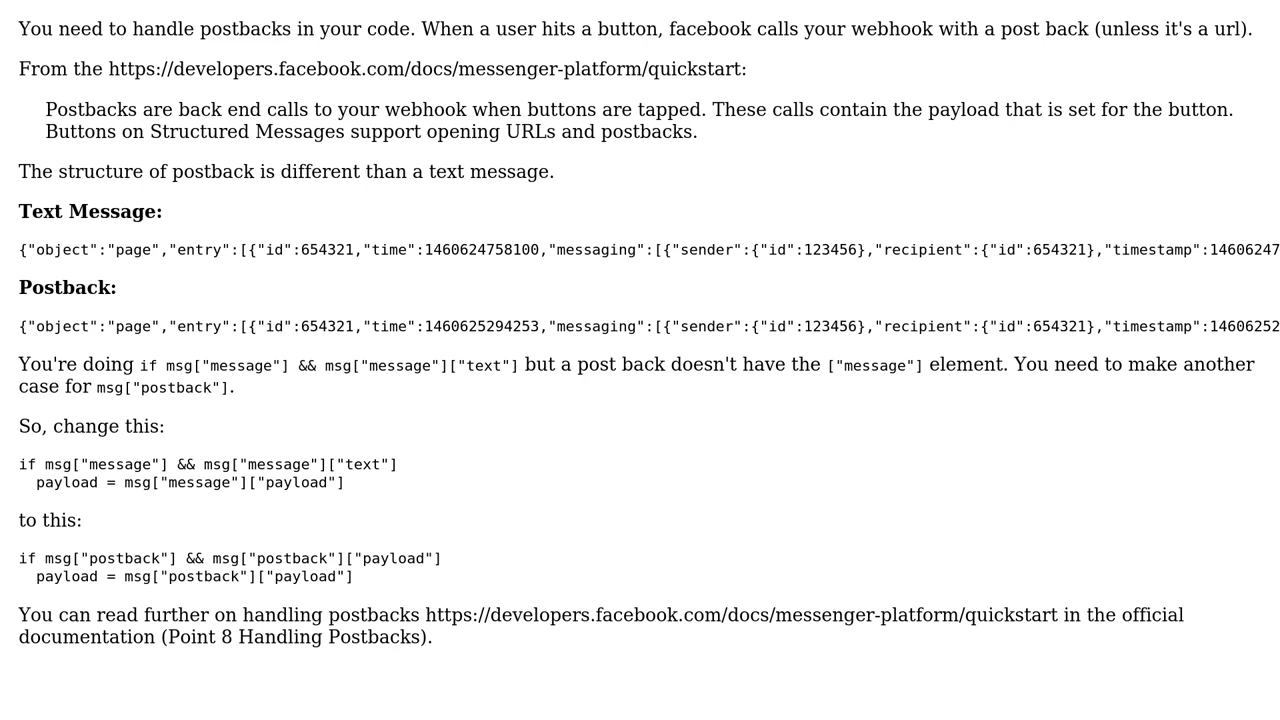 You need to handle postbacks in your code. When a user hits a button, facebook calls your webhook with a post back (unless it's a url).
From the https://developers.facebook.com/docs/messenger-platform/quickstart:
Postbacks are back end calls to your webhook when buttons are tapped. These calls contain the payload that is set for the button.
Buttons on Structured Messages support opening URLs and postbacks.
The structure of postback is different than a text message.
Text Message:
{"object":"page","entry":[{"id":654321,"time":1460624758100,"messaging":[{"sender":{"id":123456},"recipient":{"id":654321},"timestamp":14606247
Postback:
{"object":"page","entry":[{"id":654321,"time":1460625294253,"messaging":[{"sender":{"id":123456},"recipient":{"id":654321},"timestamp":14606252
You're doing if msg["message"] && msg["message"]["text"] but a post back doesn't have the ["message"] element. You need to make another
case for msg["postback"].
So, change this:
if msg["message"] && msg["message"]["text"]
  payload = msg["message"]["payload"]
to this:
if msg["postback"] && msg["postback"]["payload"]
  payload = msg["postback"]["payload"]
You can read further on handling postbacks https://developers.facebook.com/docs/messenger-platform/quickstart in the official
documentation (Point 8 Handling Postbacks).